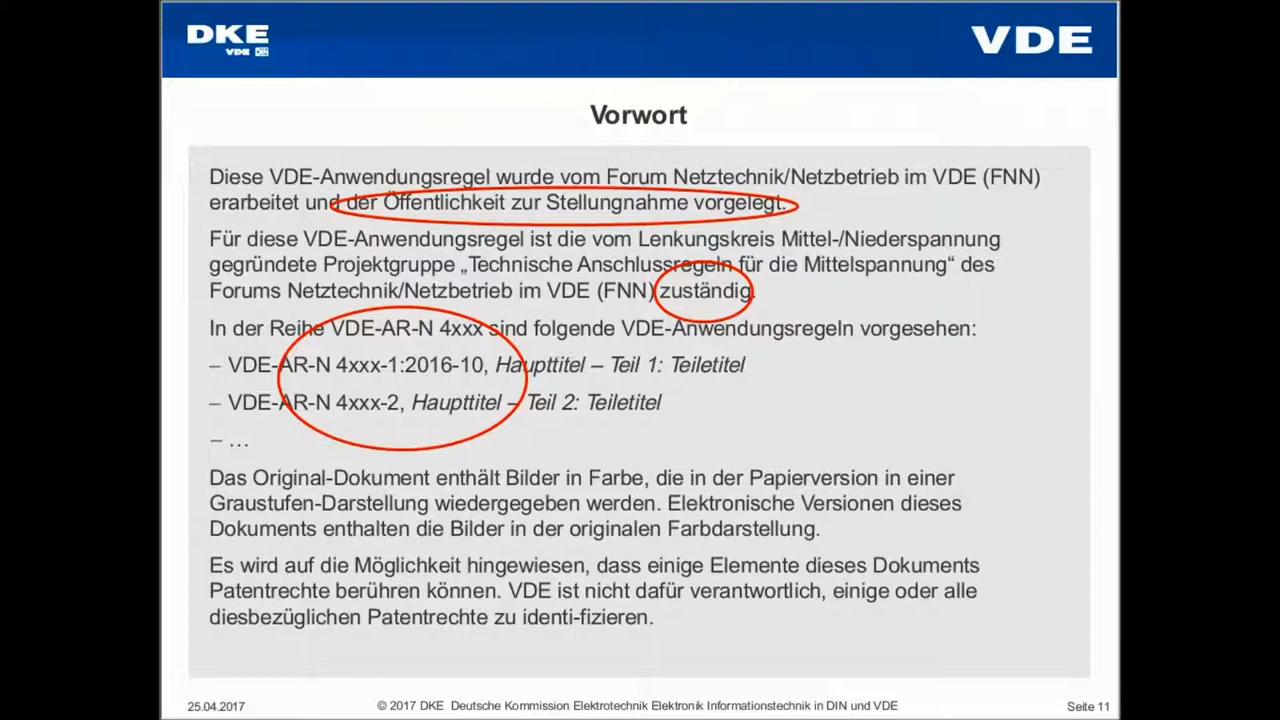 DKE
VDE DIN
VDE
Vorwort
Diese VDE-Anwendungsregel wurde vom Forum Netztechnik/Netzbetrieb im VDE (FNN)
erarbeitet und der Öffentlichkeit zur Stellungnahme vorgelegt.
Für diese VDE-Anwendungsregel ist die vom Lenkungskreis Mittel-/Niederspannung
gegründete Projektgruppe „Technische Anschlussregeln für die Mittelspannung“ des
Forums Netztechnik/Netzbetrieb im VDE (FNN) zuständig.
In der Reihe VDE-AR-N 4xxx sind folgende VDE-Anwendungsregeln vorgesehen:
– VDE-AR-N 4xxx-1:2016-10, Haupttitel – Teil 1: Teiletitel
– VDE-AR-N 4xxx-2, Haupttitel – Teil 2: Teiletitel
– …
Das Original-Dokument enthält Bilder in Farbe, die in der Papierversion in einer
Graustufen-Darstellung wiedergegeben werden. Elektronische Versionen dieses
Dokuments enthalten die Bilder in der originalen Farbdarstellung.
Es wird auf die Möglichkeit hingewiesen, dass einige Elemente dieses Dokuments
Patentrechte berühren können. VDE ist nicht dafür verantwortlich, einige oder alle
diesbezüglichen Patentrechte zu identi-fizieren.
25.04.2017
© 2017 DKE Deutsche Kommission Elektrotechnik Elektronik Informationstechnik in DIN und VDE
Seite 11